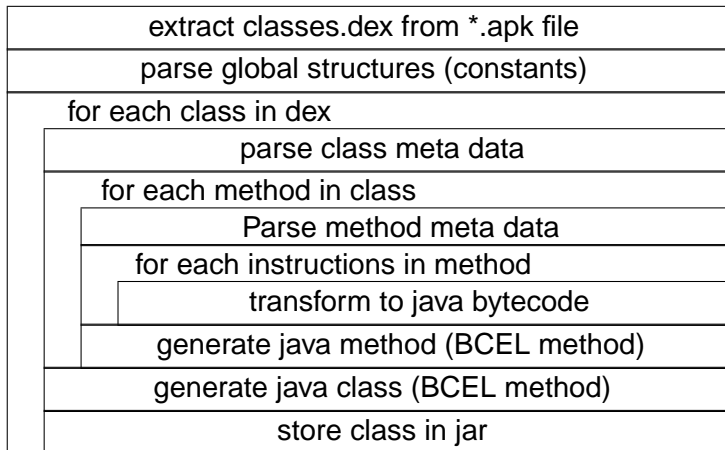 extract classes.dex from *.apk file
parse global structures (constants)
for each class in dex
parse class meta data
for each method in class
Parse method meta data
for each instructions in method
transform to java bytecode
generate java method (BCEL method)
generate java class (BCEL method)
store class in jar